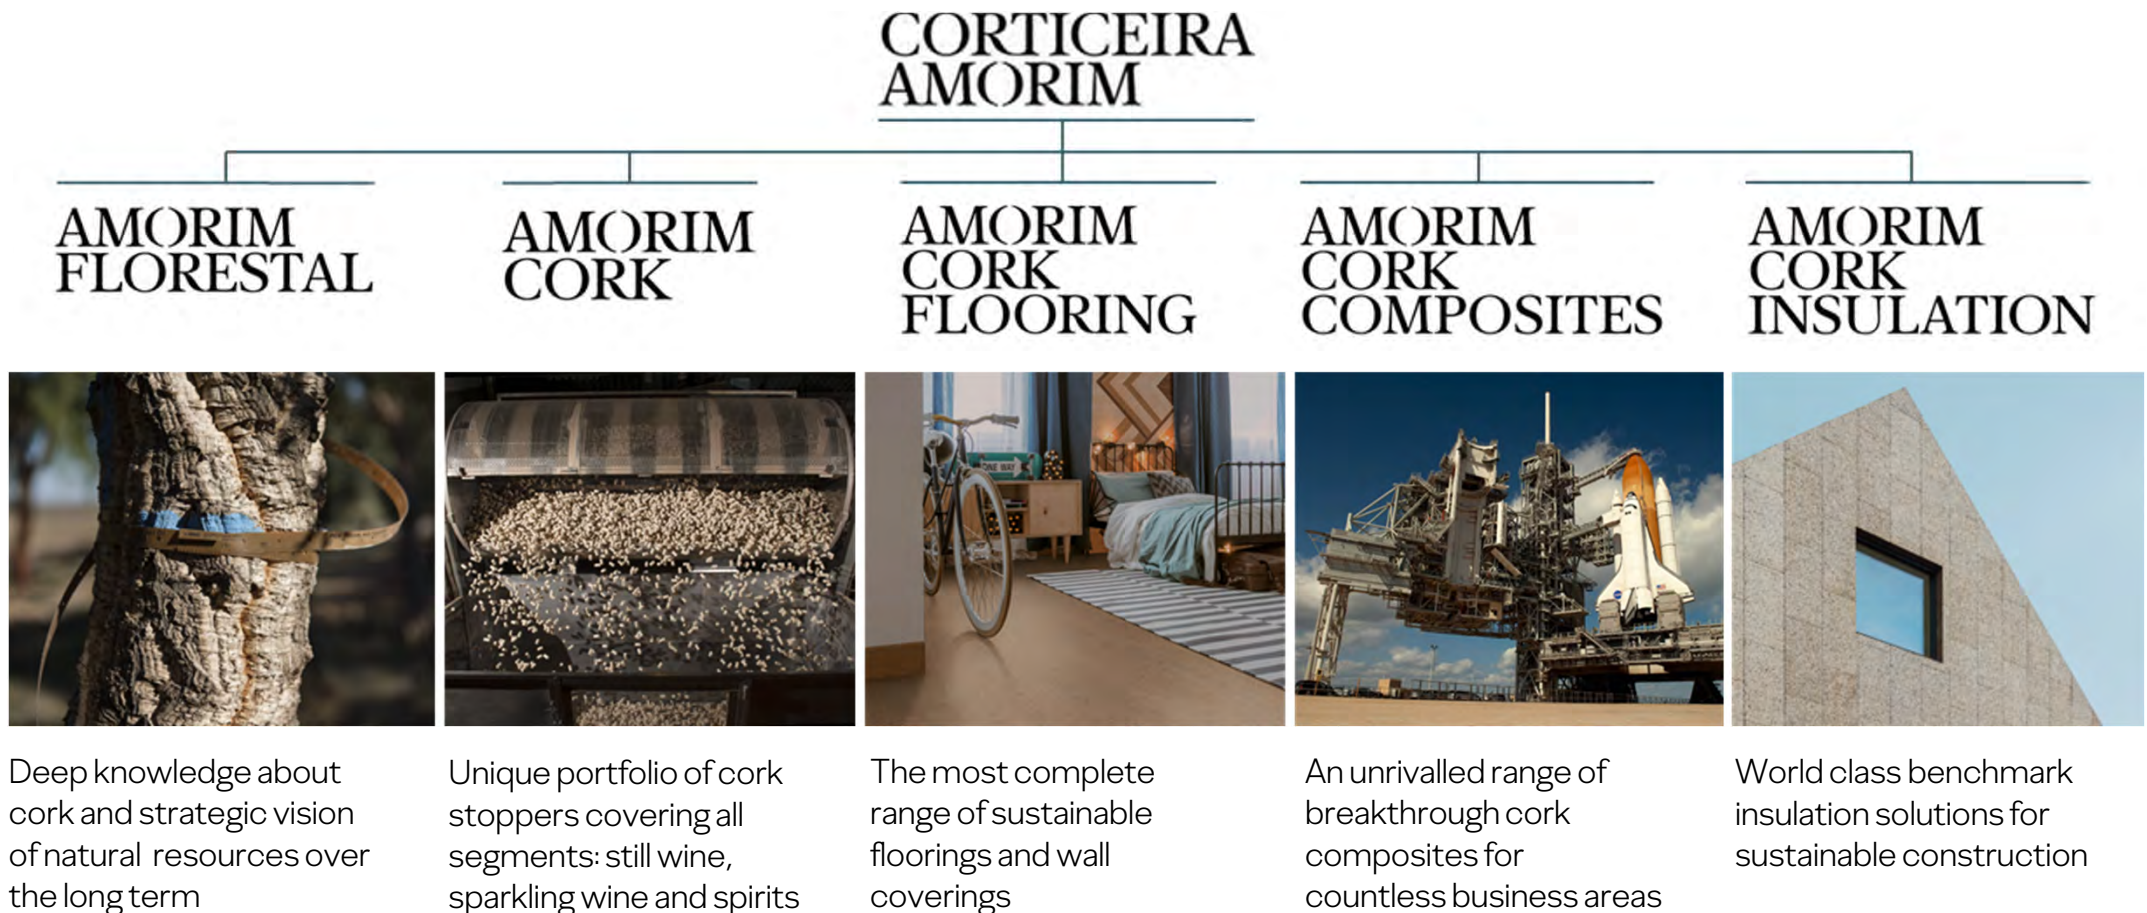 CORTICEIRA
AMORIM
AMORIM
FLORESTAL
AMORIM
CORK
AMORIM
CORK
FLOORING
AMORIM
CORK
COMPOSITES
AMORIM
CORK
INSULATION
ONE WAY
Deep knowledge about
cork and strategic vision
of natural resources over
the long term
Unique portfolio of cork
stoppers covering all
segments: still wine,
sparkling wine and spirits
The most complete
range of sustainable
floorings and wall
coverings
An unrivalled range of
breakthrough cork
composites for
countless business areas
World class benchmark
insulation solutions for
sustainable construction